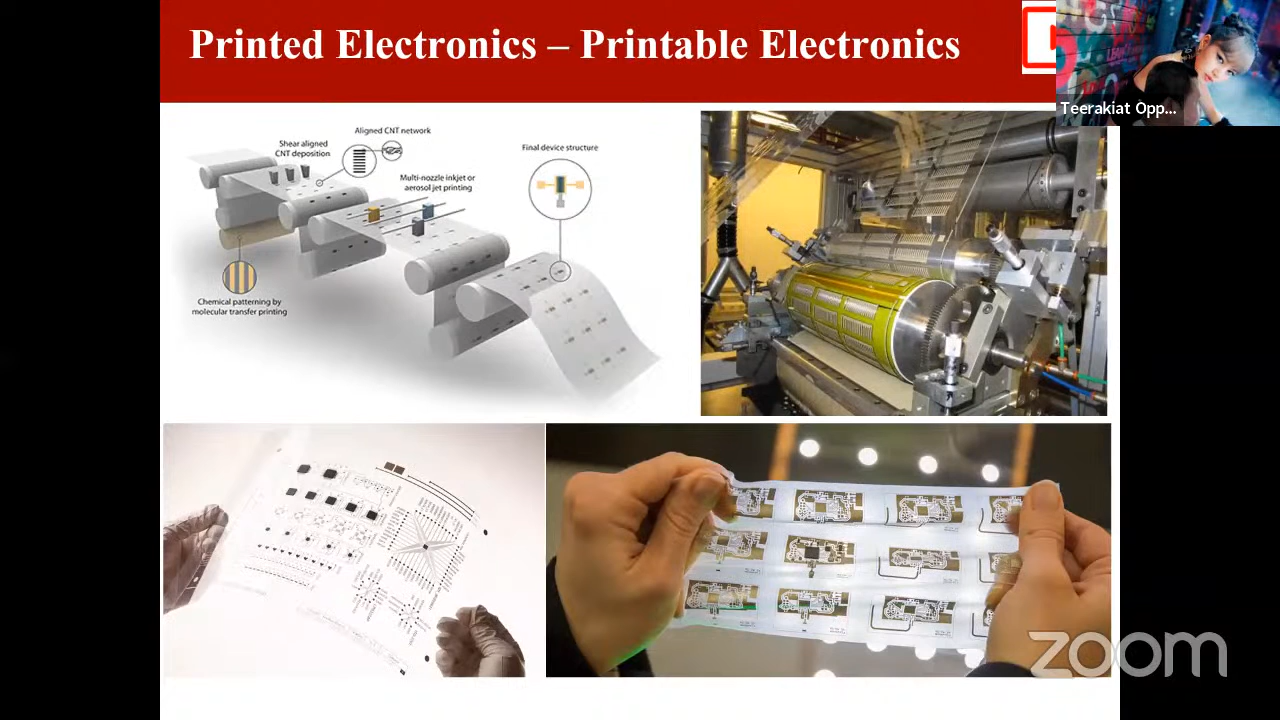 Printed Electronics – Printable Electronics
Teerakiat Opp...
Aligned CNT network
Shear aligned
CNT deposition
Multi-nozzle inkjet or
aerosol jet printing
Final device structure
Chemical patterning by
molecular transfer printing
zoom